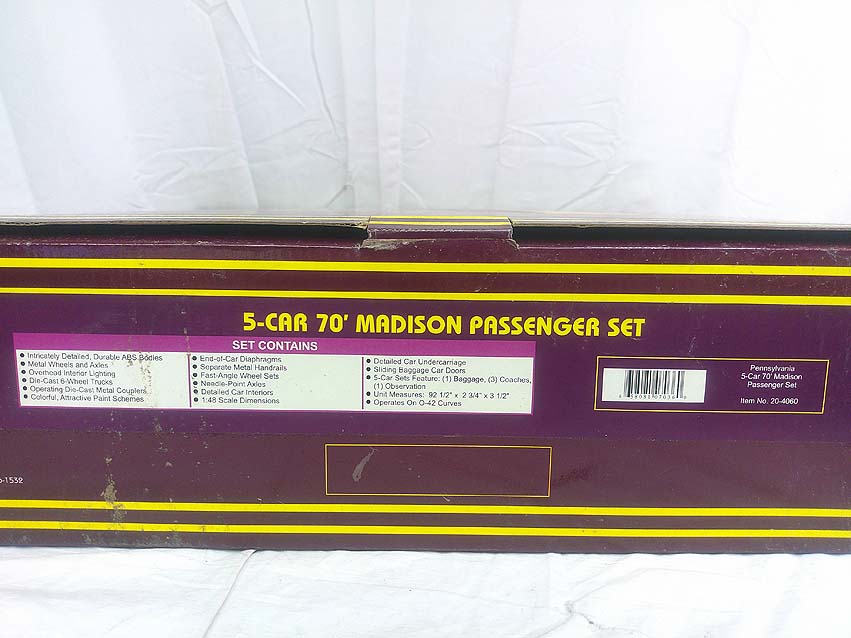 5-CAR 70' MADISON PASSENGER SET
SET CONTAINS
• Intricately Detailed, Durable ABS Bodies
• Metal Wheels and Axles
• Overhead Interior Lighting
• Die-Cast 6-Wheel Trucks
• Operating Die-Cast Metal Couplers
• Colorful, Attractive Paint Schemes
• End-of-Car Diaphragms
• Separate Metal Handrails
• Fast-Angle Wheel Sets
• Needle-Point Axles
• Detailed Car Interiors
• 1:48 Scale Dimensions
• Detailed Car Undercarriage
• Sliding Baggage Car Doors
• 5-Car Sets Feature: (1) Baggage, (3) Coaches,
(1) Observation
• Unit Measures: 92 1/2" x 2 3/4" x 3 1/2"
• Operates On O-42 Curves
Pennsylvania
5-Car 70' Madison
Passenger Set
Item No. 20-4060
-1532